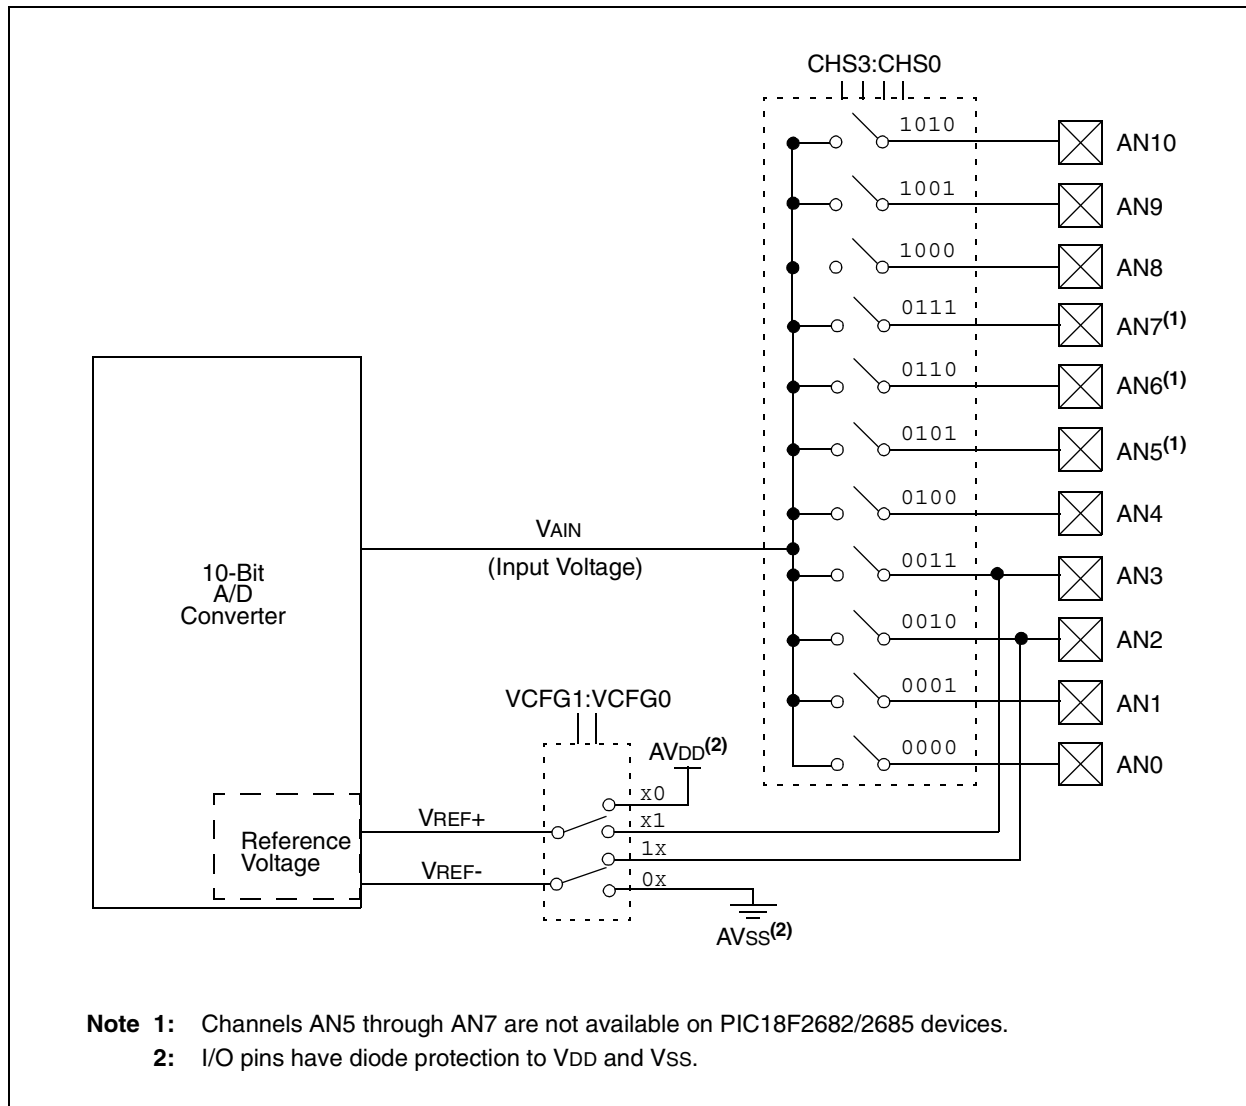 CHS3:CHS0
1010 AN10
1001 AN9
1000 AN8
0111 AN7(1)
0110 AN6(1)
0101 AN5(1)
0100 AN4
VAIN
(Input Voltage)
0011 AN3
10-Bit
A/D
Converter
0010 AN2
0001 AN1
VCFG1:VCFG0
0000 AN0
AVDD(2)
x0
VREF+
x1
Reference
Voltage
1x
VREF-
0x
AVSS(2)
Note 1: Channels AN5 through AN7 are not available on PIC18F2682/2685 devices.
2: I/O pins have diode protection to VDD and VSS.